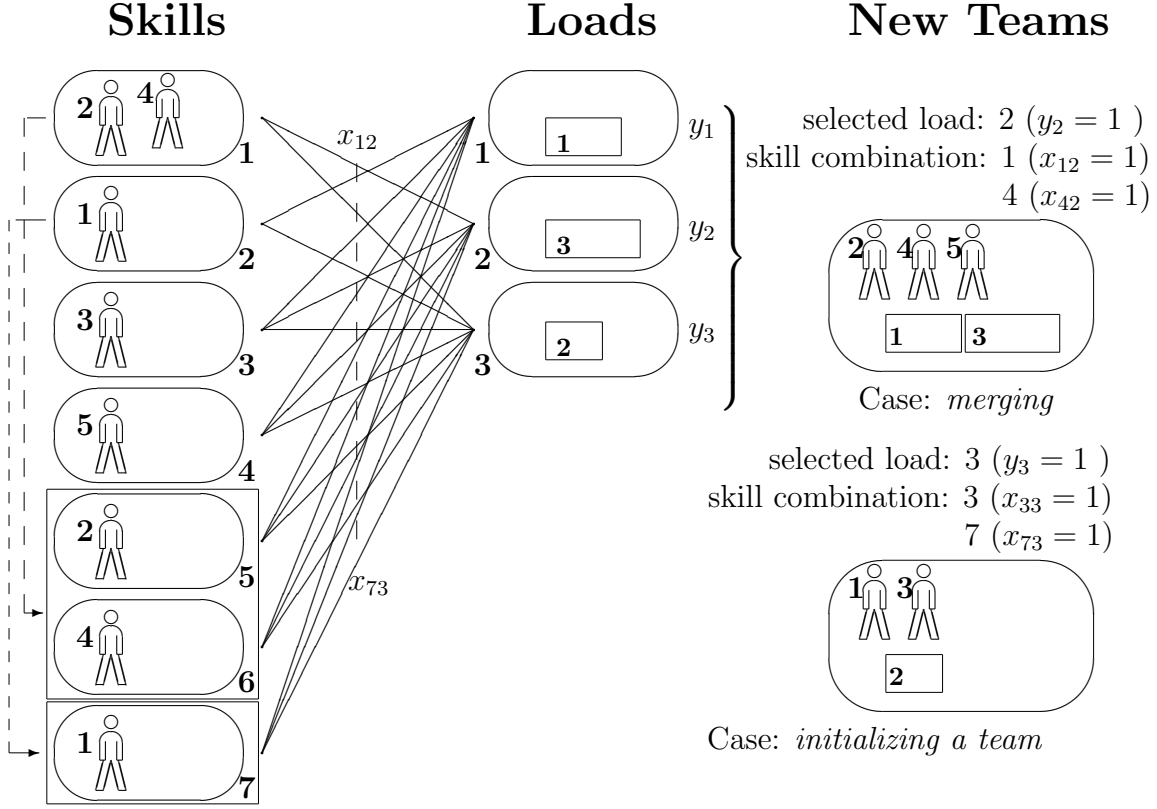 Skills
Loads
New Teams
2
4
1
1
2
3
3
5
4
2
5
4
6
1
7
x₁₂
x₇₃
1
1
y₁
3
2
y₂
2
3
y₃
selected load: 2 (y₂ = 1 )
skill combination: 1 (x₁₂ = 1)
4 (x₄₂ = 1)
2 4 5
1 3
Case: merging
selected load: 3 (y₃ = 1 )
skill combination: 3 (x₃₃ = 1)
7 (x₇₃ = 1)
1 3
2
Case: initializing a team